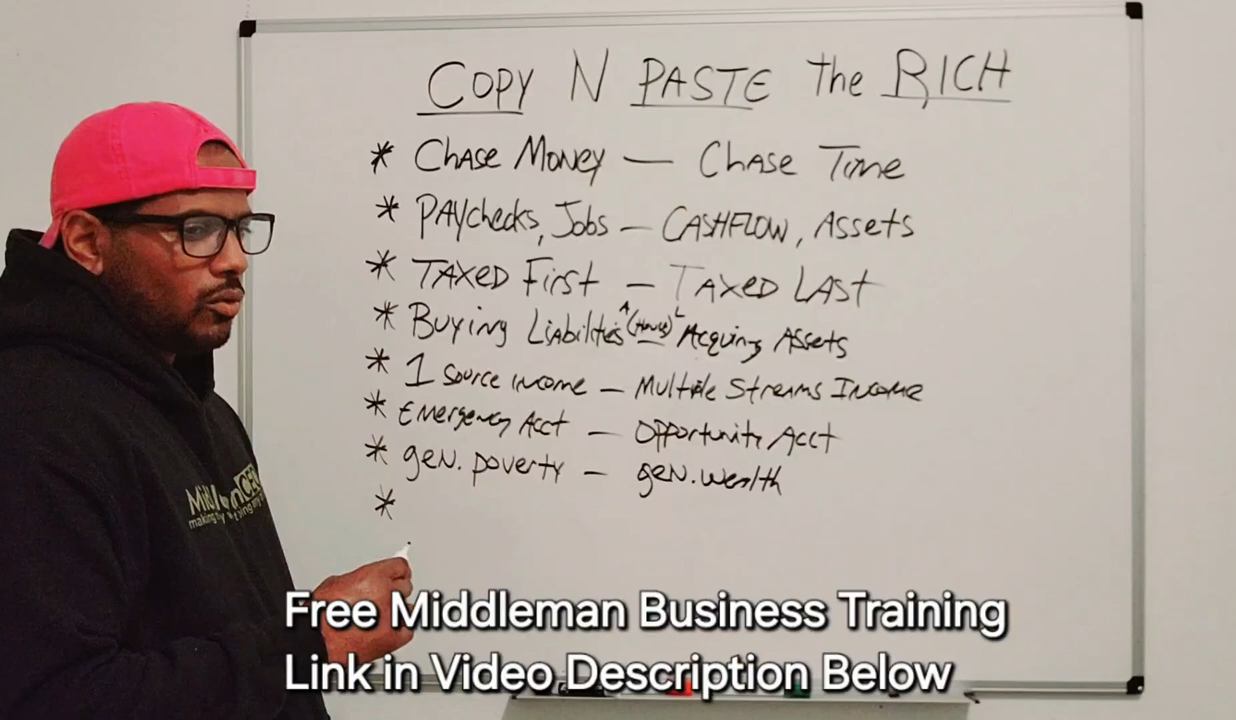 COPY N PASTE the RICH
* Chase Money — Chase Time
* PAychecks, Jobs — CASHFLOW, Assets
* TAXED First — TAXED LAst
* Buying Liabilities (House) Acquiring Assets
* 1 Source income — Multiple Streams Income
* Emergency Acct — Opportunity Acct
* gen. poverty — gen. wealth
*
Free Middleman Business Training
Link in Video Description Below